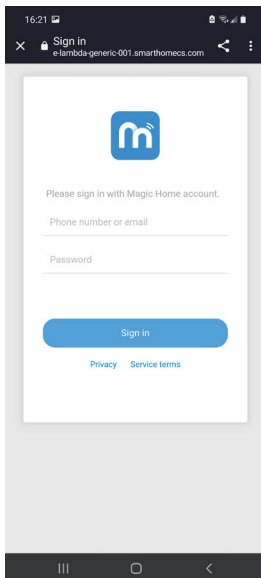 16:21
Sign in
e-lambda-generic-001.smarthomecs.com
m
Please sign in with Magic Home account.
Phone number or email
Password
Sign in
Privacy Service terms